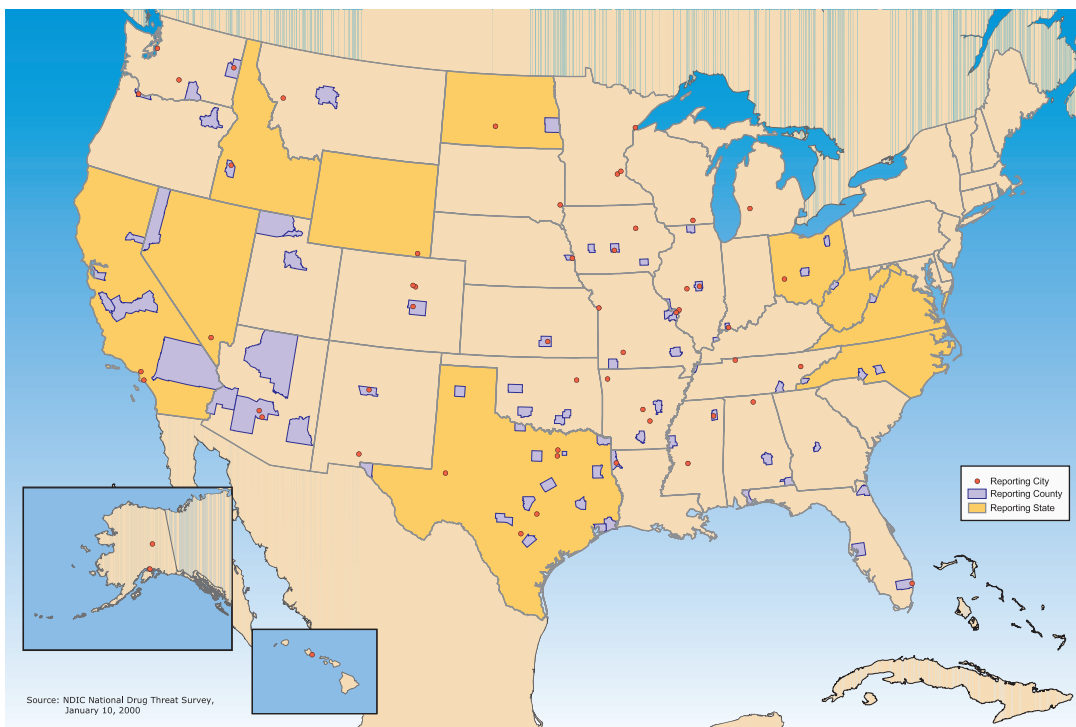 Reporting City
Reporting County
Reporting State
Source: NDIC National Drug Threat Survey,
January 10, 2000